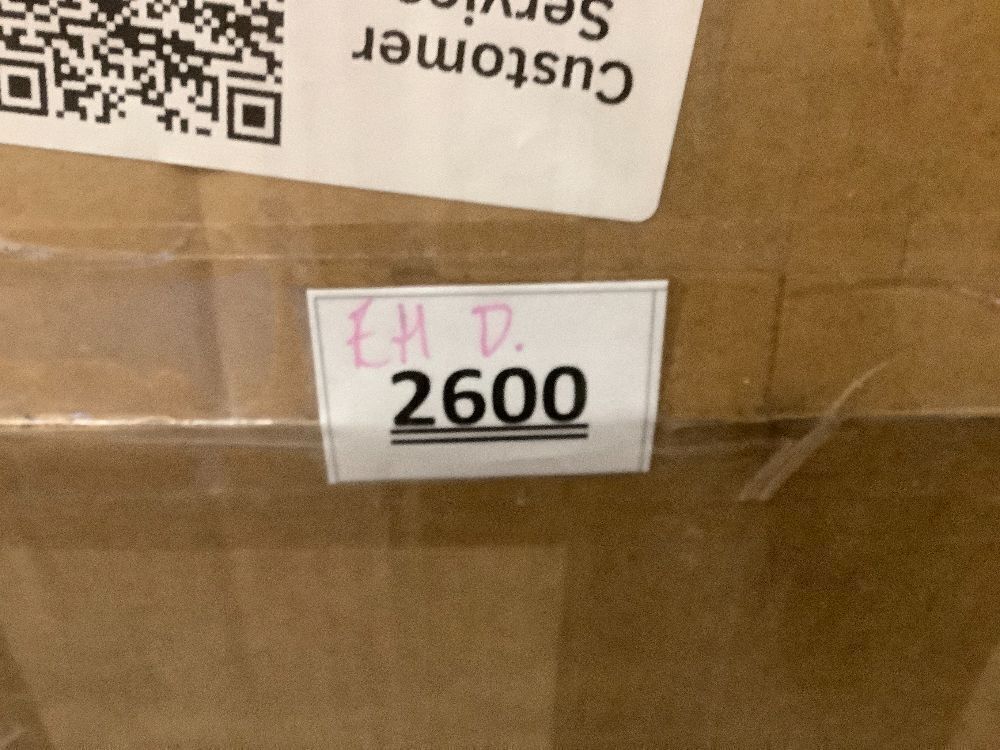 Customer
Service
EH D.
2600